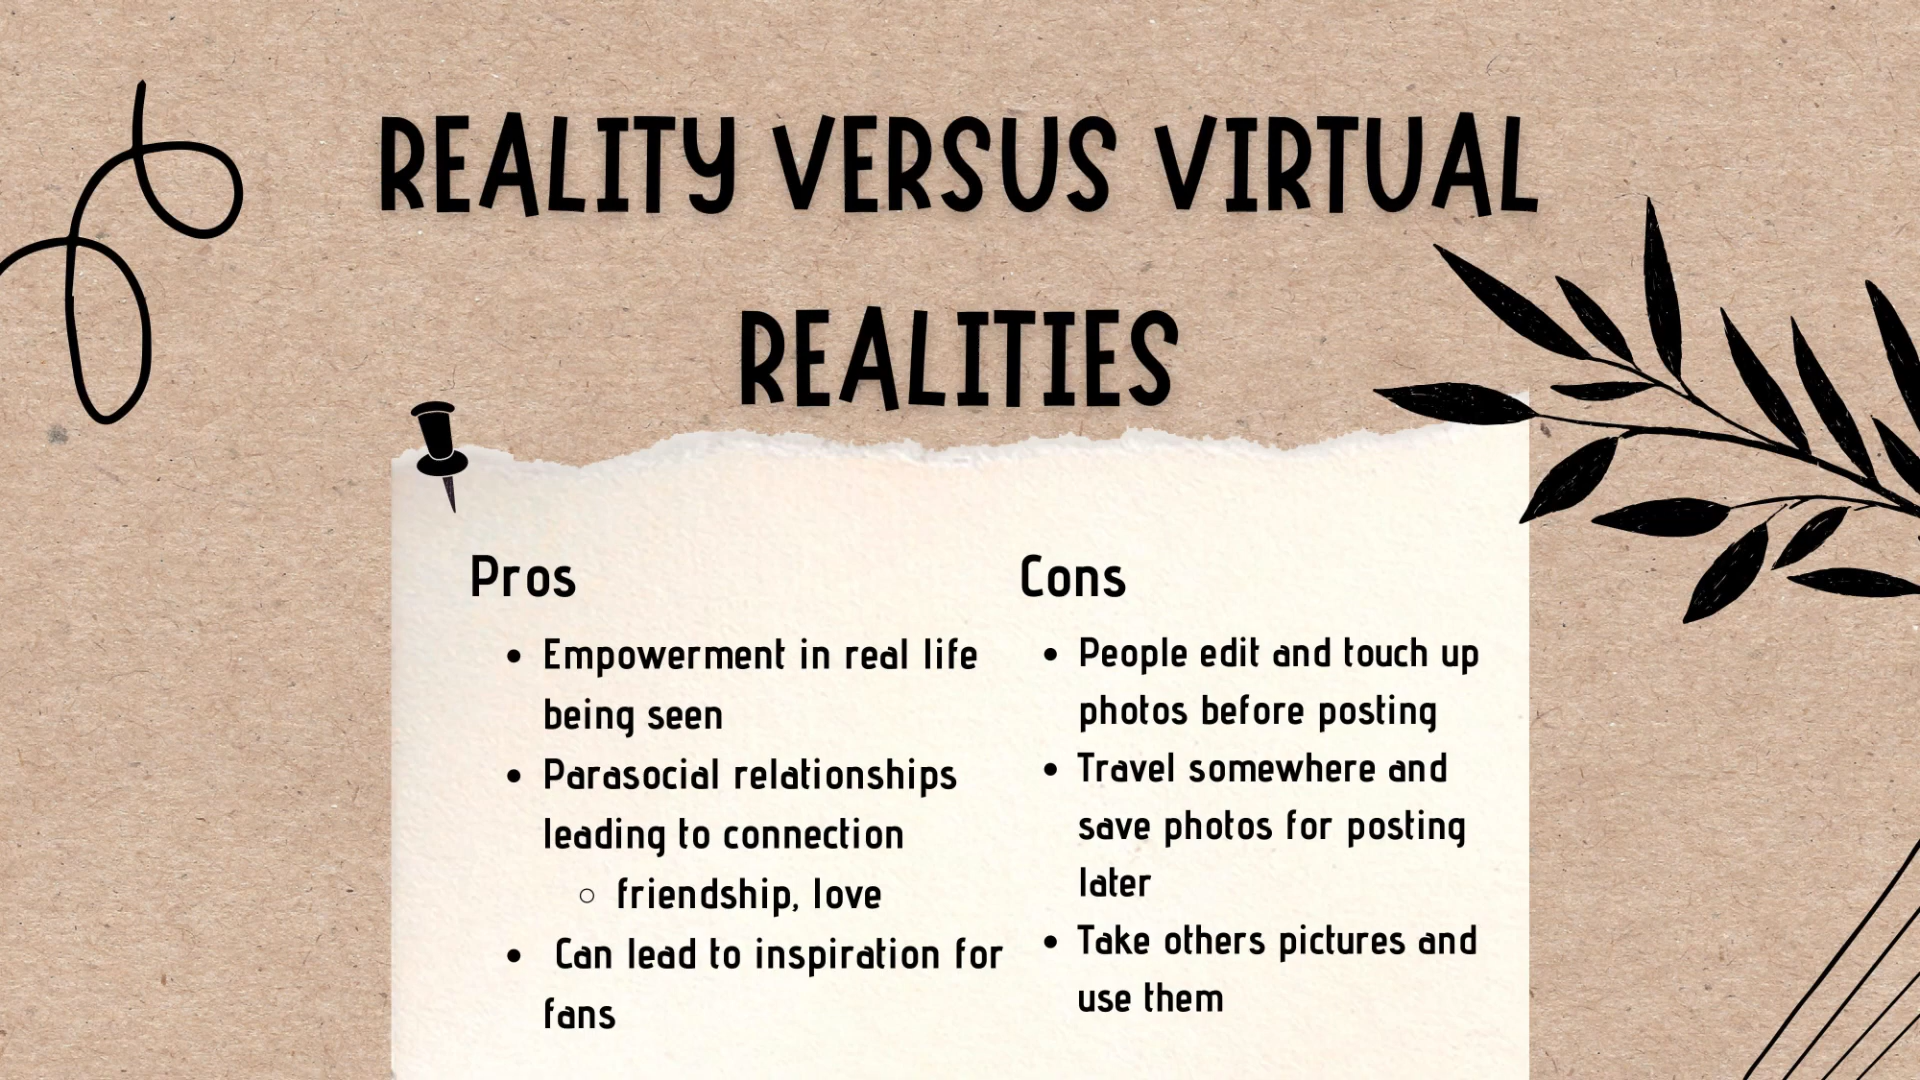 REALITY VERSUS VIRTUAL
REALITIES
Pros
• Empowerment in real life
being seen
• Parasocial relationships
leading to connection
○ friendship, love
• Can lead to inspiration for
fans
Cons
• People edit and touch up
photos before posting
• Travel somewhere and
save photos for posting
later
• Take others pictures and
use them